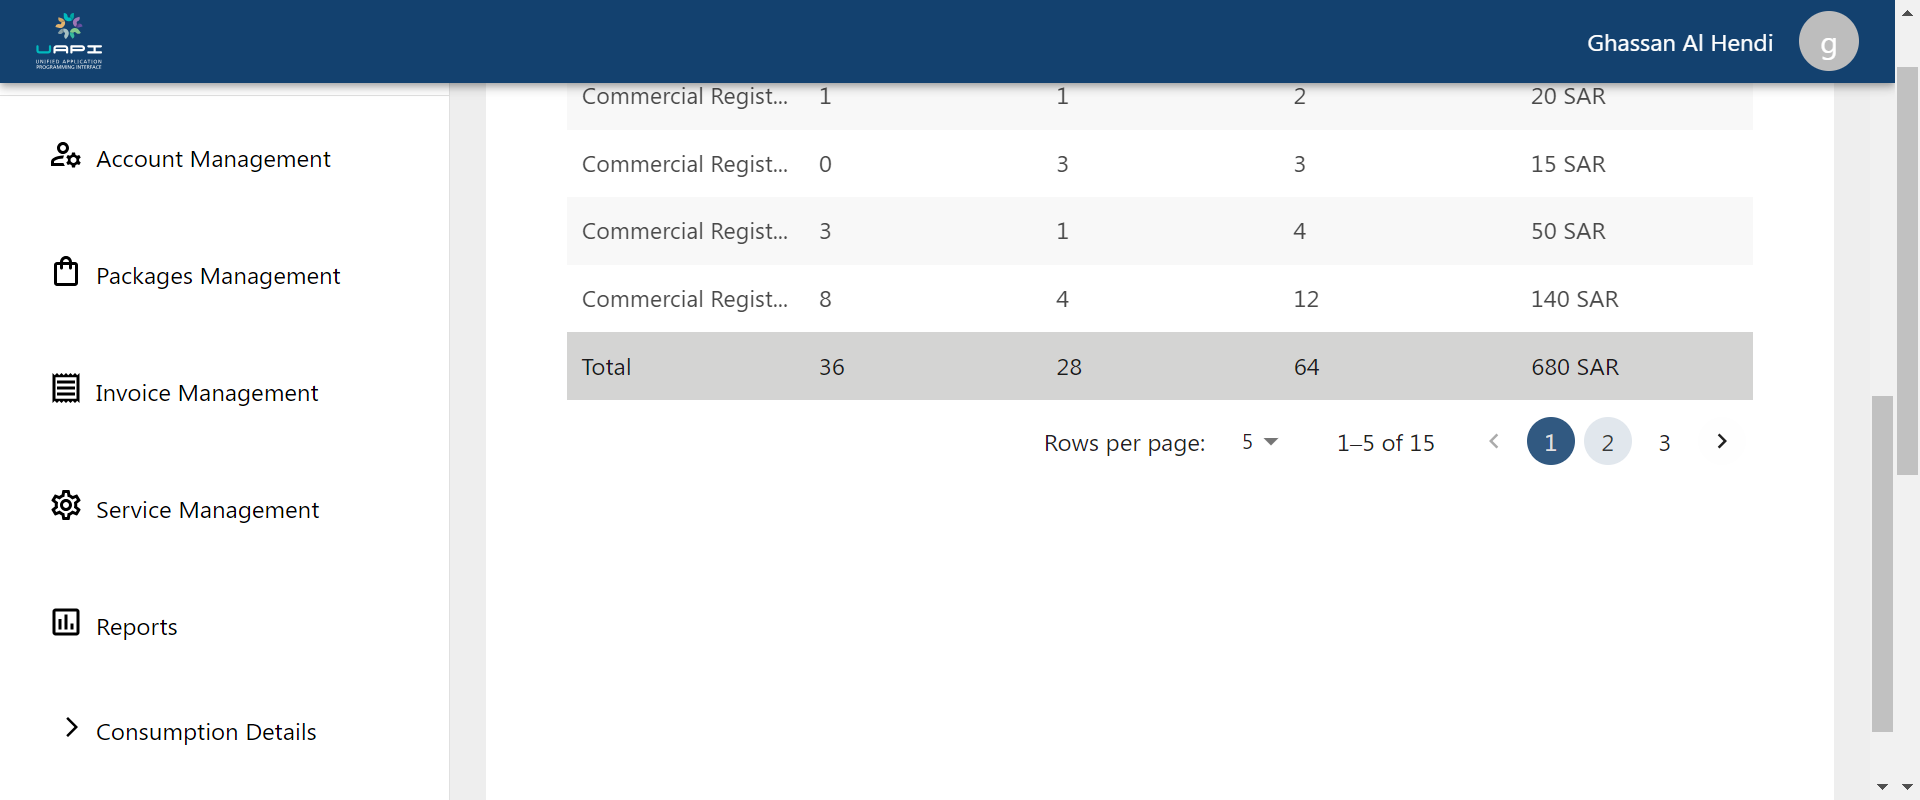 UAPI
UNIFIED APPLICATION
PROGRAMMING INTERFACE
Ghassan Al Hendi
g
Account Management
Packages Management
Invoice Management
Service Management
Reports
Consumption Details
Commercial Regist... 1 1 2 20 SAR
Commercial Regist... 0 3 3 15 SAR
Commercial Regist... 3 1 4 50 SAR
Commercial Regist... 8 4 12 140 SAR
Total 36 28 64 680 SAR
Rows per page: 5 1–5 of 15 1 2 3